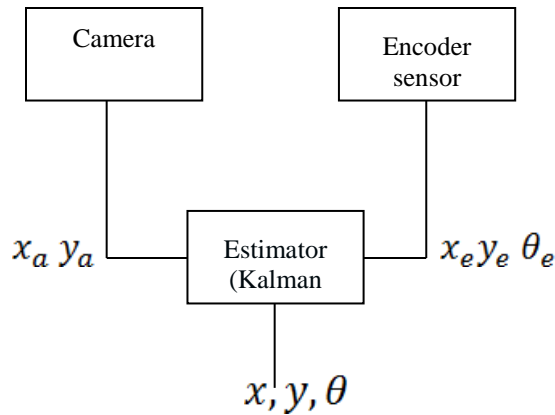 Camera
Encoder
sensor
Estimator
(Kalman
x_a y_a
x_e y_e θ_e
x, y, θ